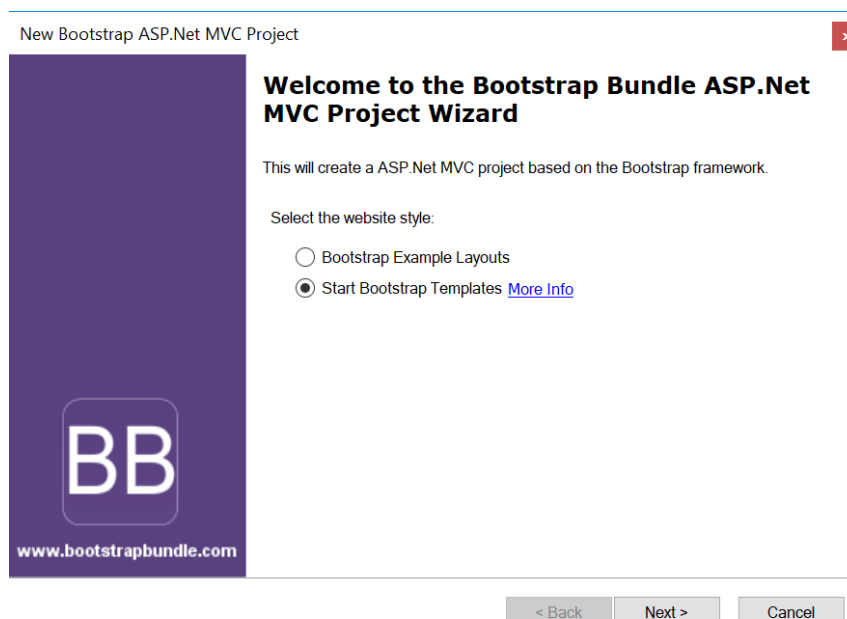 New Bootstrap ASP.Net MVC Project
x
Welcome to the Bootstrap Bundle ASP.Net
MVC Project Wizard
This will create a ASP.Net MVC project based on the Bootstrap framework.
Select the website style:
Bootstrap Example Layouts
Start Bootstrap Templates More Info
BB
www.bootstrapbundle.com
< Back Next > Cancel